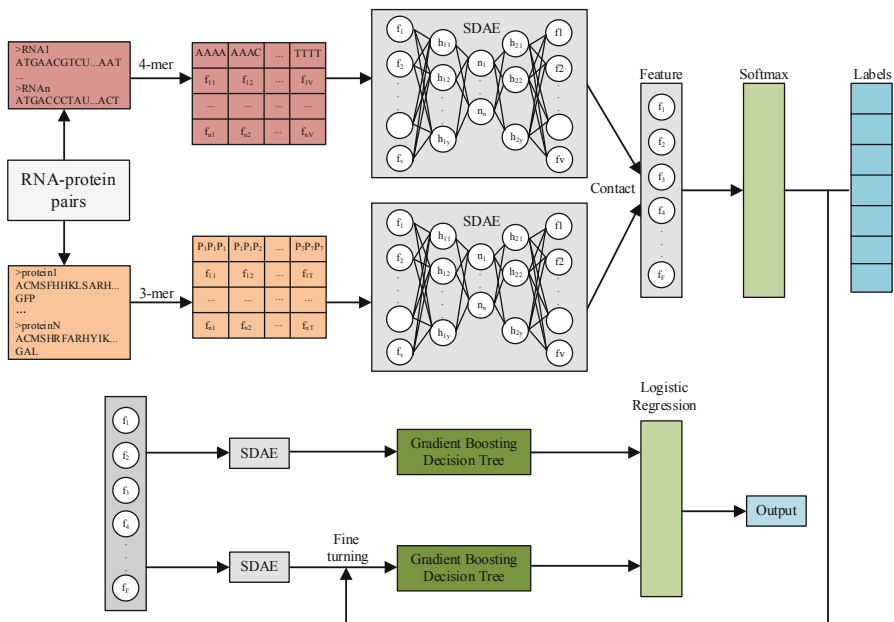 >RNA1
ATGAACGTCU...AAT
...
>RNAn
ATGACCCTAU...ACT
4-mer
AAAA AAAC ... TTTT
f11 f12 ... f1V
... ... ...
fn1 fn2 ... fnV
SDAE
f1 f2 fv
h11 h12 h1y
n1 nn
h21 h22 h2y
f1 f2 fv
Feature
f1
f2
f3
f4
fF
Softmax
Labels
RNA-protein
pairs
Contact
>protein1
ACMSFHHKLSARH...
GFP
...
>proteinN
ACMSHRFARHYIK...
GAL
3-mer
P1P1P1 P1P1P2 ... P7P7P7
f11 f12 ... f1T
... ... ...
fn1 fn2 ... fnT
SDAE
f1 f2 fv
h11 h12 h1y
n1 nn
h21 h22 h2y
f1 f2 fv
f1
f2
f3
f4
fF
SDAE
Gradient Boosting
Decision Tree
Logistic
Regression
Output
SDAE
Fine
turning
Gradient Boosting
Decision Tree